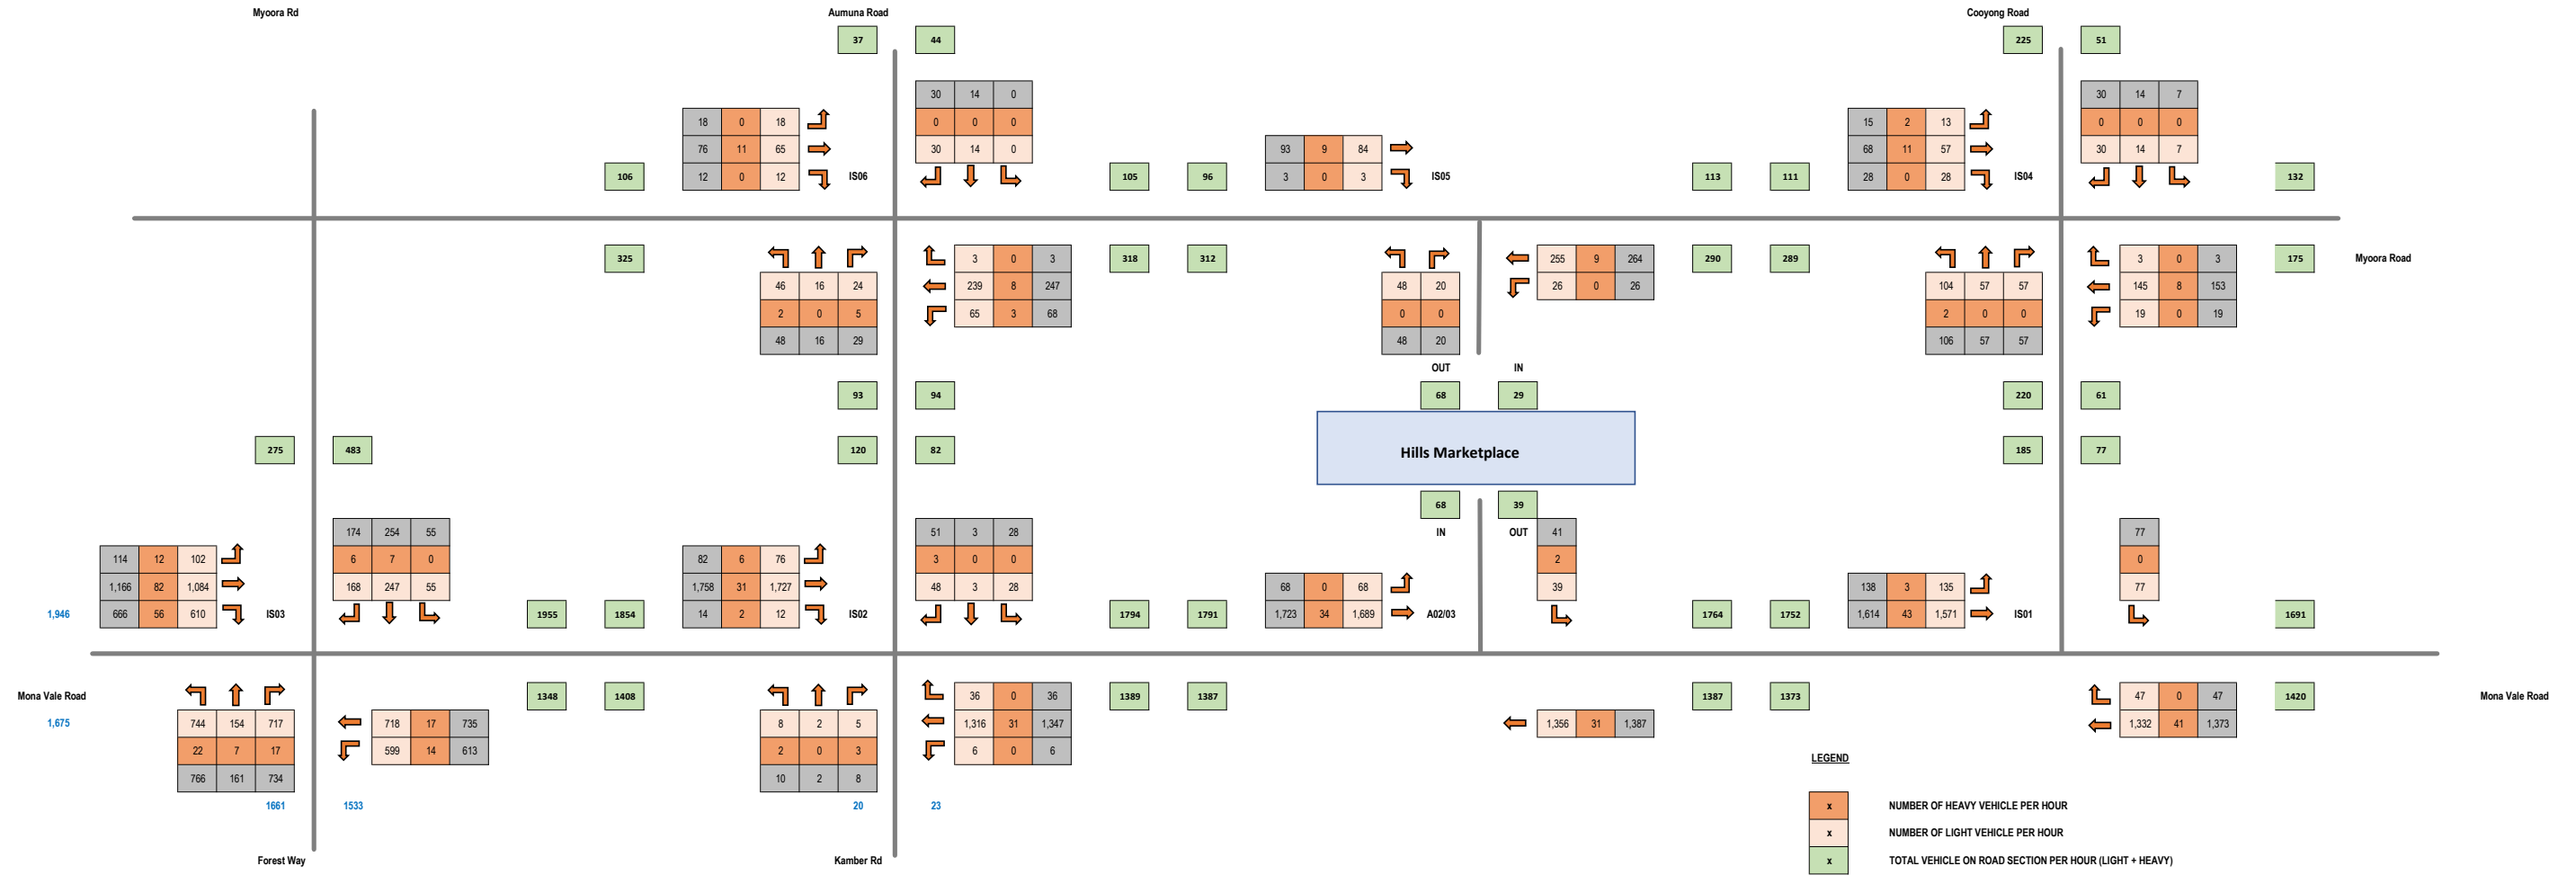 Myoora Rd Aumuna Road Cooyong Road
37 44 225 51
30 14 0 30 14 7
18 0 18 0 0 0 15 2 13 0 0 0
76 11 65 30 14 0 93 9 84 68 11 57 30 14 7
106 12 0 12 IS06 105 96 3 0 3 IS05 113 111 28 0 28 IS04 132
325 3 0 3 318 312 255 9 264 290 289 3 0 3 175 Myoora Road
46 16 24 239 8 247 48 20 26 0 26 104 57 57 145 8 153
2 0 5 65 3 68 0 0 2 0 0 19 0 19
48 16 29 48 20 106 57 57
OUT IN
93 94 68 29 220 61
275 483 120 82 Hills Marketplace 185 77
68 39
174 254 55 51 3 28 IN OUT 41 77
114 12 102 6 7 0 82 6 76 3 0 0 2 0
1,166 82 1,084 168 247 55 1,758 31 1,727 48 3 28 68 0 68 39 138 3 135 77
1,946 666 56 610 IS03 1955 1854 14 2 12 IS02 1794 1791 1,723 34 1,689 A02/03 1764 1752 1,614 43 1,571 IS01 1691
Mona Vale Road 1348 1408 36 0 36 1389 1387 1387 1373 47 0 47 1420 Mona Vale Road
1,675 744 154 717 718 17 735 8 2 5 1,316 31 1,347 1,356 31 1,387 1,332 41 1,373
22 7 17 599 14 613 2 0 3 6 0 6
766 161 734 10 2 8
LEGEND
1661 1533 20 23 x NUMBER OF HEAVY VEHICLE PER HOUR
x NUMBER OF LIGHT VEHICLE PER HOUR
Forest Way Kamber Rd x TOTAL VEHICLE ON ROAD SECTION PER HOUR (LIGHT + HEAVY)